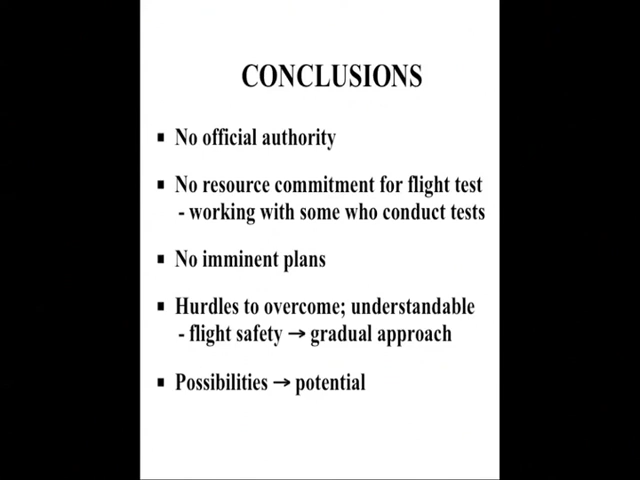 CONCLUSIONS
▪ No official authority
▪ No resource commitment for flight test
- working with some who conduct tests
▪ No imminent plans
▪ Hurdles to overcome; understandable
- flight safety → gradual approach
▪ Possibilities → potential